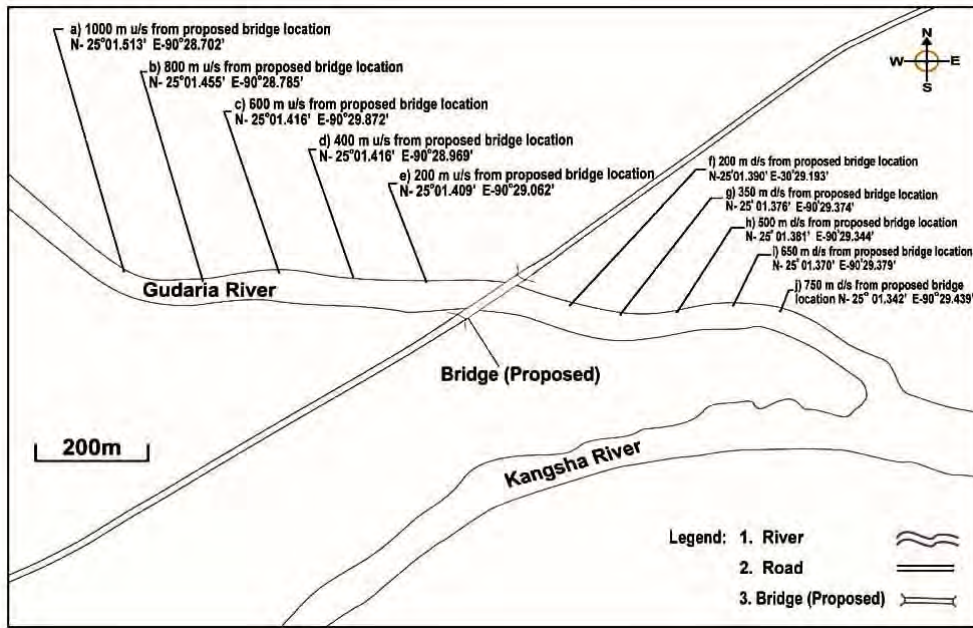 a) 1000 m u/s from proposed bridge location
N- 25°01.513' E-90°28.702'
b) 800 m u/s from proposed bridge location
N- 25°01.455' E-90°28.785'
c) 600 m u/s from proposed bridge location
N- 25°01.416' E-90°29.872'
d) 400 m u/s from proposed bridge location
N- 25°01.416' E-90°28.969'
e) 200 m u/s from proposed bridge location
N- 25°01.409' E-90°29.062'
N
W E
S
f) 200 m d/s from proposed bridge location
N-25°01.390' E-30°29.193'
g) 350 m d/s from proposed bridge location
N- 25° 01.376' E-90°29.374'
h) 500 m d/s from proposed bridge location
N- 25° 01.381' E-90°29.344'
i) 650 m d/s from proposed bridge location
N- 25° 01.370' E-90°29.379'
j) 750 m d/s from proposed bridge
location N- 25° 01.342' E-90°29.439'
Gudaria River
Bridge (Proposed)
200m
Kangsha River
Legend: 1. River
2. Road
3. Bridge (Proposed)